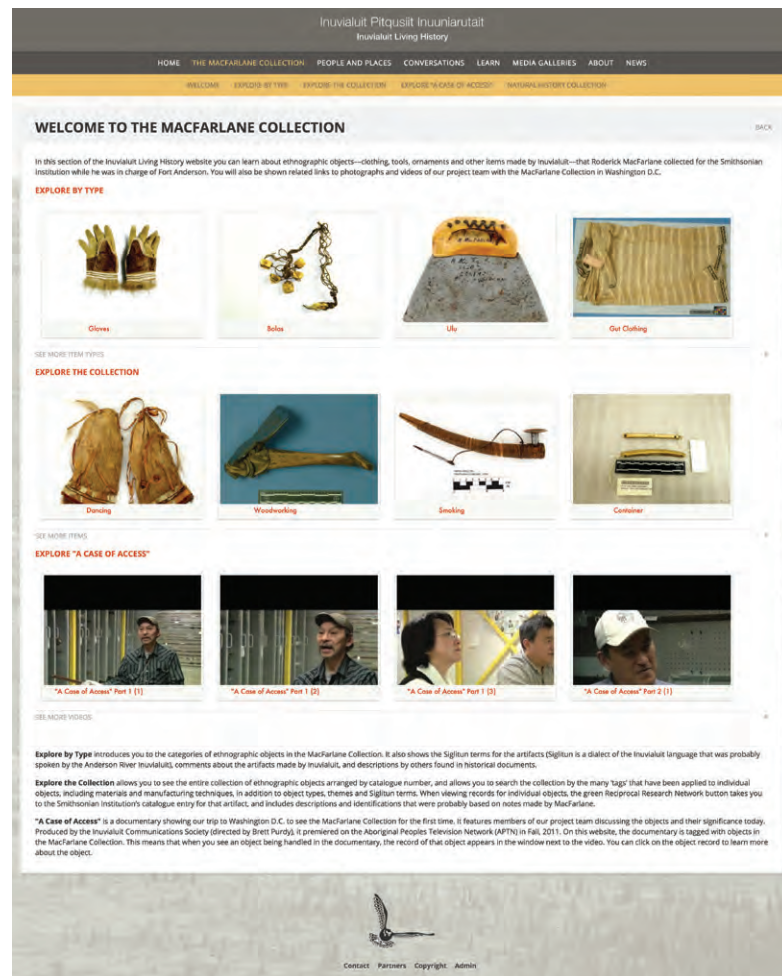 Inuvialuit Pitqusiit Inuuniarutait
Inuvialuit Living History
HOME THE MACFARLANE COLLECTION PEOPLE AND PLACES CONVERSATIONS LEARN MEDIA GALLERIES ABOUT NEWS
WELCOME EXPLORE BY TYPE EXPLORE THE COLLECTION EXPLORE "A CASE OF ACCESS" NATURAL HISTORY COLLECTION
WELCOME TO THE MACFARLANE COLLECTION
BACK
In this section of the Inuvialuit Living History website you can learn about ethnographic objects—clothing, tools, ornaments and other items made by Inuvialuit—that Roderick MacFarlane collected for the Smithsonian
Institution while he was in charge of Fort Anderson. You will also be shown related links to photographs and videos of our project team with the MacFarlane Collection in Washington D.C.
EXPLORE BY TYPE
Gloves Bolas Ulu Gut Clothing
SEE MORE ITEM TYPES
EXPLORE THE COLLECTION
Dancing Woodworking Smoking Container
SEE MORE ITEMS
EXPLORE "A CASE OF ACCESS"
"A Case of Access" Part 1 (1) "A Case of Access" Part 1 (2) "A Case of Access" Part 1 (3) "A Case of Access" Part 2 (1)
SEE MORE VIDEOS
Explore by Type introduces you to the categories of ethnographic objects in the MacFarlane Collection. It also shows the Siglitun terms for the artifacts (Siglitun is a dialect of the Inuvialuit language that was probably
spoken by the Anderson River Inuvialuit), comments about the artifacts made by Inuvialuit, and descriptions by others found in historical documents.
Explore the Collection allows you to see the entire collection of ethnographic objects arranged by catalogue number, and allows you to search the collection by the many 'tags' that have been applied to individual
objects, including materials and manufacturing techniques, in addition to object types, themes and Siglitun terms. When viewing records for individual objects, the green Reciprocal Research Network button takes you
to the Smithsonian Institution's catalogue entry for that artifact, and includes descriptions and identifications that were probably based on notes made by MacFarlane.
"A Case of Access" is a documentary showing our trip to Washington D.C. to see the MacFarlane Collection for the first time. It features members of our project team discussing the objects and their significance today.
Produced by the Inuvialuit Communications Society (directed by Brett Purdy), it premiered on the Aboriginal Peoples Television Network (APTN) in Fall, 2011. On this website, the documentary is tagged with objects in
the MacFarlane Collection. This means that when you see an object being handled in the documentary, the record of that object appears in the window next to the video. You can click on the object record to learn more
about the object.
Contact Partners Copyright Admin